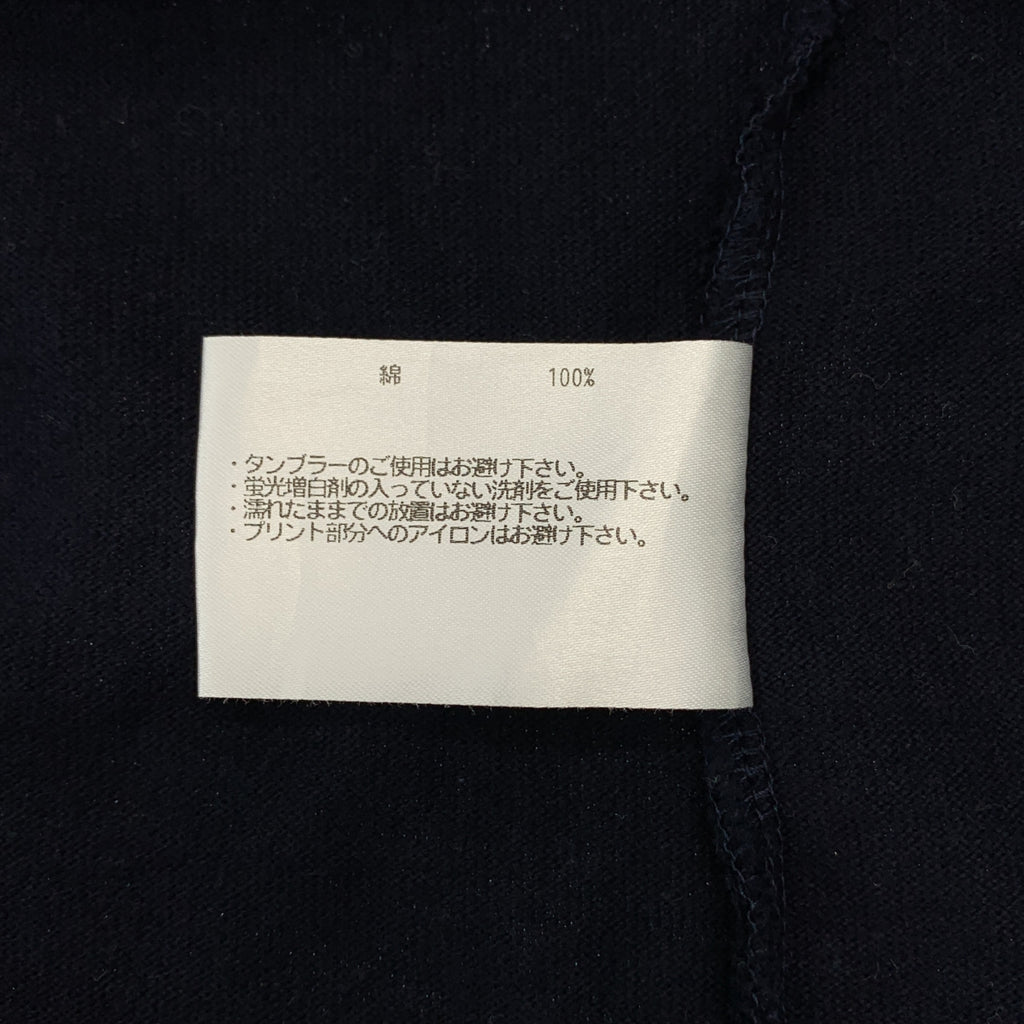 綿 100%
・タンブラーのご使用はお避け下さい。
・蛍光増白剤の入っていない洗剤をご使用下さい。
・濡れたままでの放置はお避け下さい。
・プリント部分へのアイロンはお避け下さい。